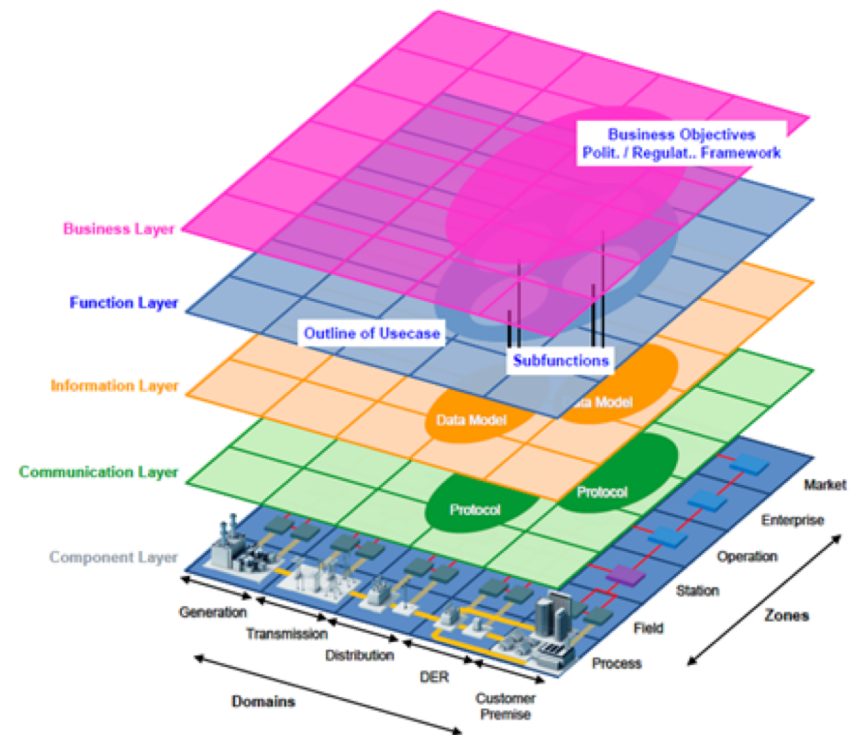 Business Objectives
Polit. / Regulat.. Framework
Business Layer
Function Layer
Outline of Usecase
Subfunctions
Information Layer
Data Model
Model
Communication Layer
Protocol
Protocol
Component Layer
Market
Enterprise
Operation
Station
Field
Process
Zones
Generation
Transmission
Distribution
DER
Customer
Premise
Domains